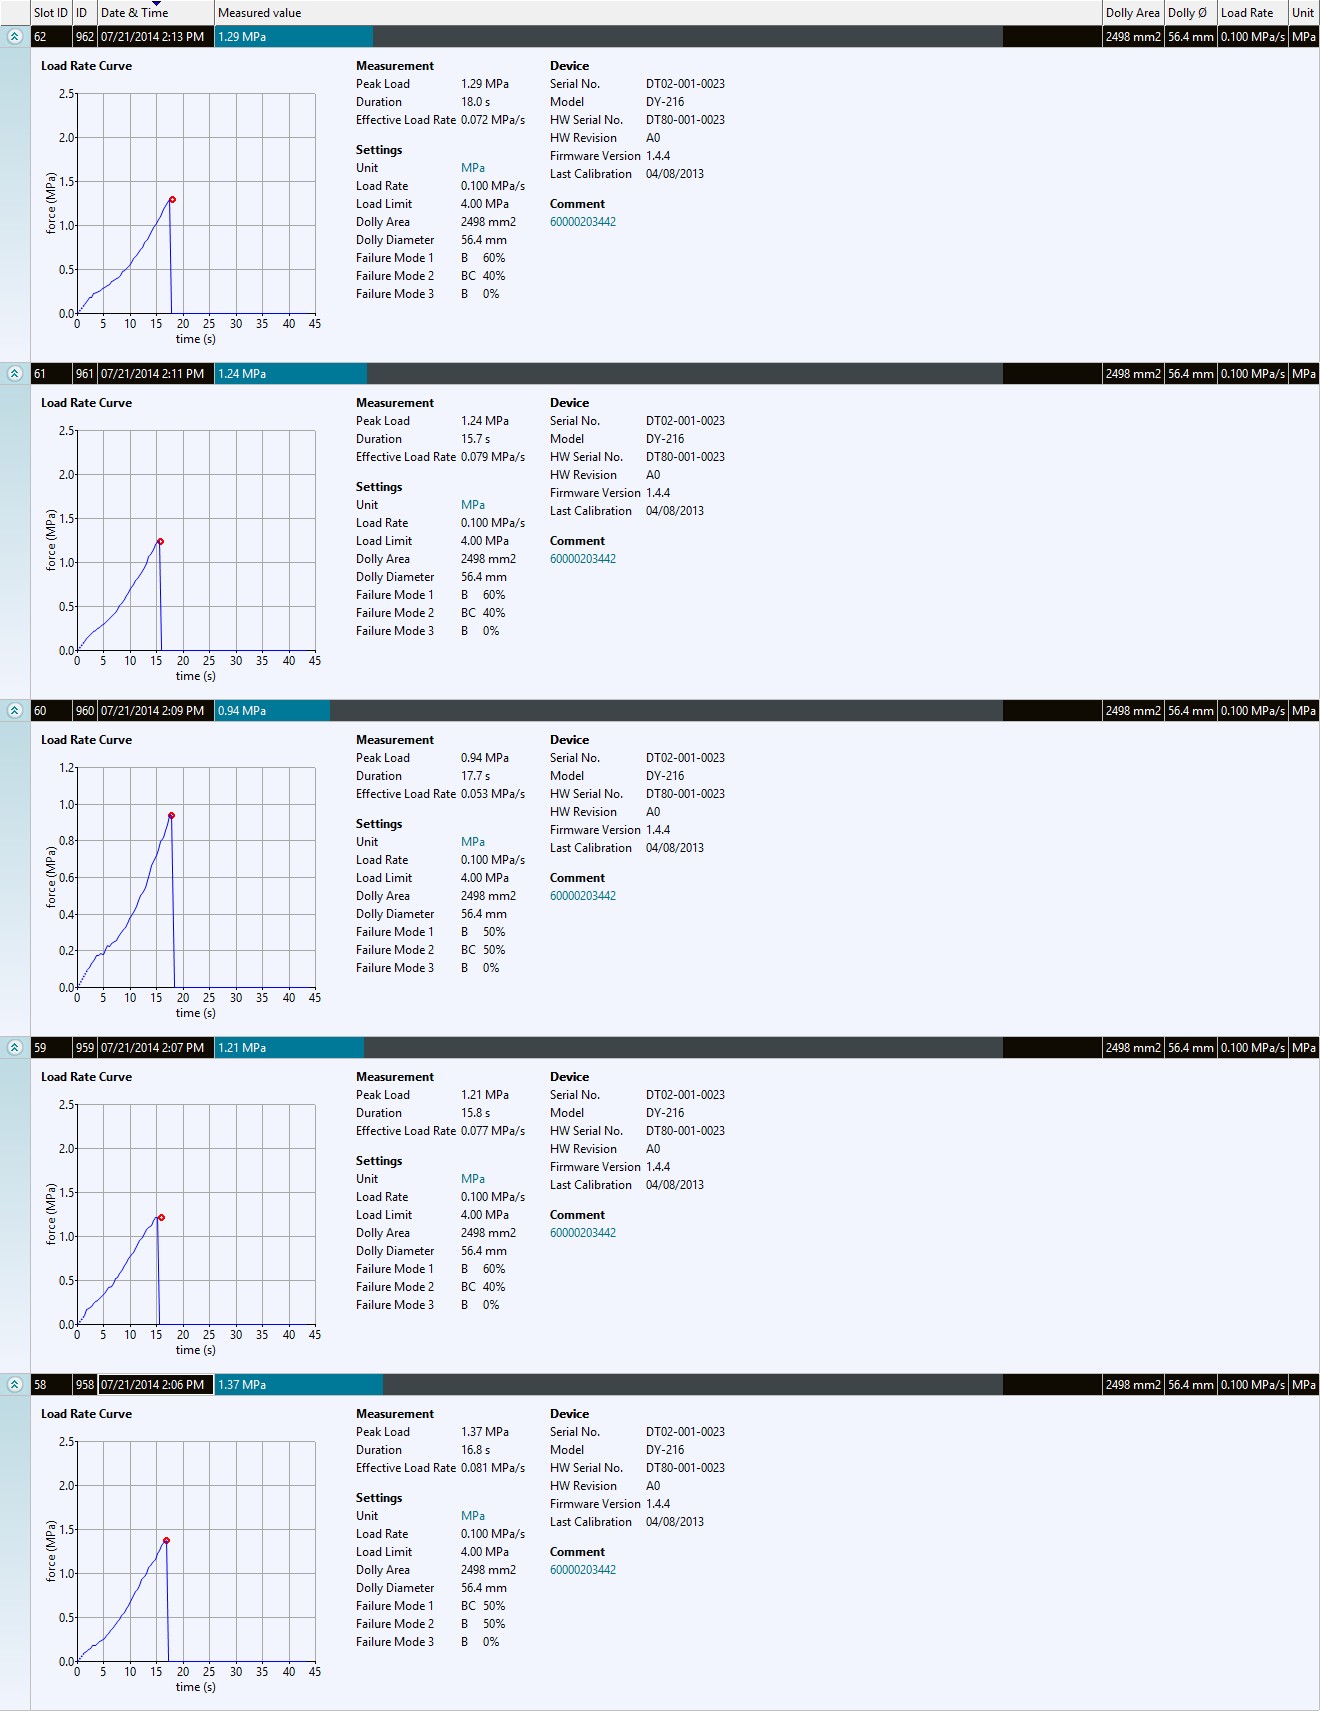 Slot ID ID Date & Time Measured value Dolly Area Dolly Ø Load Rate Unit
62 962 07/21/2014 2:13 PM 1.29 MPa 2498 mm2 56.4 mm 0.100 MPa/s MPa
Load Rate Curve
2.5
2.0
1.5
1.0
0.5
0.0
force (MPa)
0 5 10 15 20 25 30 35 40 45
time (s)
Measurement
Peak Load 1.29 MPa
Duration 18.0 s
Effective Load Rate 0.072 MPa/s
Settings
Unit MPa
Load Rate 0.100 MPa/s
Load Limit 4.00 MPa
Dolly Area 2498 mm2
Dolly Diameter 56.4 mm
Failure Mode 1 B 60%
Failure Mode 2 BC 40%
Failure Mode 3 B 0%
Device
Serial No. DT02-001-0023
Model DY-216
HW Serial No. DT80-001-0023
HW Revision A0
Firmware Version 1.4.4
Last Calibration 04/08/2013
Comment
60000203442
61 961 07/21/2014 2:11 PM 1.24 MPa 2498 mm2 56.4 mm 0.100 MPa/s MPa
Load Rate Curve
2.5
2.0
1.5
1.0
0.5
0.0
force (MPa)
0 5 10 15 20 25 30 35 40 45
time (s)
Measurement
Peak Load 1.24 MPa
Duration 15.7 s
Effective Load Rate 0.079 MPa/s
Settings
Unit MPa
Load Rate 0.100 MPa/s
Load Limit 4.00 MPa
Dolly Area 2498 mm2
Dolly Diameter 56.4 mm
Failure Mode 1 B 60%
Failure Mode 2 BC 40%
Failure Mode 3 B 0%
Device
Serial No. DT02-001-0023
Model DY-216
HW Serial No. DT80-001-0023
HW Revision A0
Firmware Version 1.4.4
Last Calibration 04/08/2013
Comment
60000203442
60 960 07/21/2014 2:09 PM 0.94 MPa 2498 mm2 56.4 mm 0.100 MPa/s MPa
Load Rate Curve
1.2
1.0
0.8
0.6
0.4
0.2
0.0
force (MPa)
0 5 10 15 20 25 30 35 40 45
time (s)
Measurement
Peak Load 0.94 MPa
Duration 17.7 s
Effective Load Rate 0.053 MPa/s
Settings
Unit MPa
Load Rate 0.100 MPa/s
Load Limit 4.00 MPa
Dolly Area 2498 mm2
Dolly Diameter 56.4 mm
Failure Mode 1 B 50%
Failure Mode 2 BC 50%
Failure Mode 3 B 0%
Device
Serial No. DT02-001-0023
Model DY-216
HW Serial No. DT80-001-0023
HW Revision A0
Firmware Version 1.4.4
Last Calibration 04/08/2013
Comment
60000203442
59 959 07/21/2014 2:07 PM 1.21 MPa 2498 mm2 56.4 mm 0.100 MPa/s MPa
Load Rate Curve
2.5
2.0
1.5
1.0
0.5
0.0
force (MPa)
0 5 10 15 20 25 30 35 40 45
time (s)
Measurement
Peak Load 1.21 MPa
Duration 15.8 s
Effective Load Rate 0.077 MPa/s
Settings
Unit MPa
Load Rate 0.100 MPa/s
Load Limit 4.00 MPa
Dolly Area 2498 mm2
Dolly Diameter 56.4 mm
Failure Mode 1 B 60%
Failure Mode 2 BC 40%
Failure Mode 3 B 0%
Device
Serial No. DT02-001-0023
Model DY-216
HW Serial No. DT80-001-0023
HW Revision A0
Firmware Version 1.4.4
Last Calibration 04/08/2013
Comment
60000203442
58 958 07/21/2014 2:06 PM 1.37 MPa 2498 mm2 56.4 mm 0.100 MPa/s MPa
Load Rate Curve
2.5
2.0
1.5
1.0
0.5
0.0
force (MPa)
0 5 10 15 20 25 30 35 40 45
time (s)
Measurement
Peak Load 1.37 MPa
Duration 16.8 s
Effective Load Rate 0.081 MPa/s
Settings
Unit MPa
Load Rate 0.100 MPa/s
Load Limit 4.00 MPa
Dolly Area 2498 mm2
Dolly Diameter 56.4 mm
Failure Mode 1 BC 50%
Failure Mode 2 B 50%
Failure Mode 3 B 0%
Device
Serial No. DT02-001-0023
Model DY-216
HW Serial No. DT80-001-0023
HW Revision A0
Firmware Version 1.4.4
Last Calibration 04/08/2013
Comment
60000203442